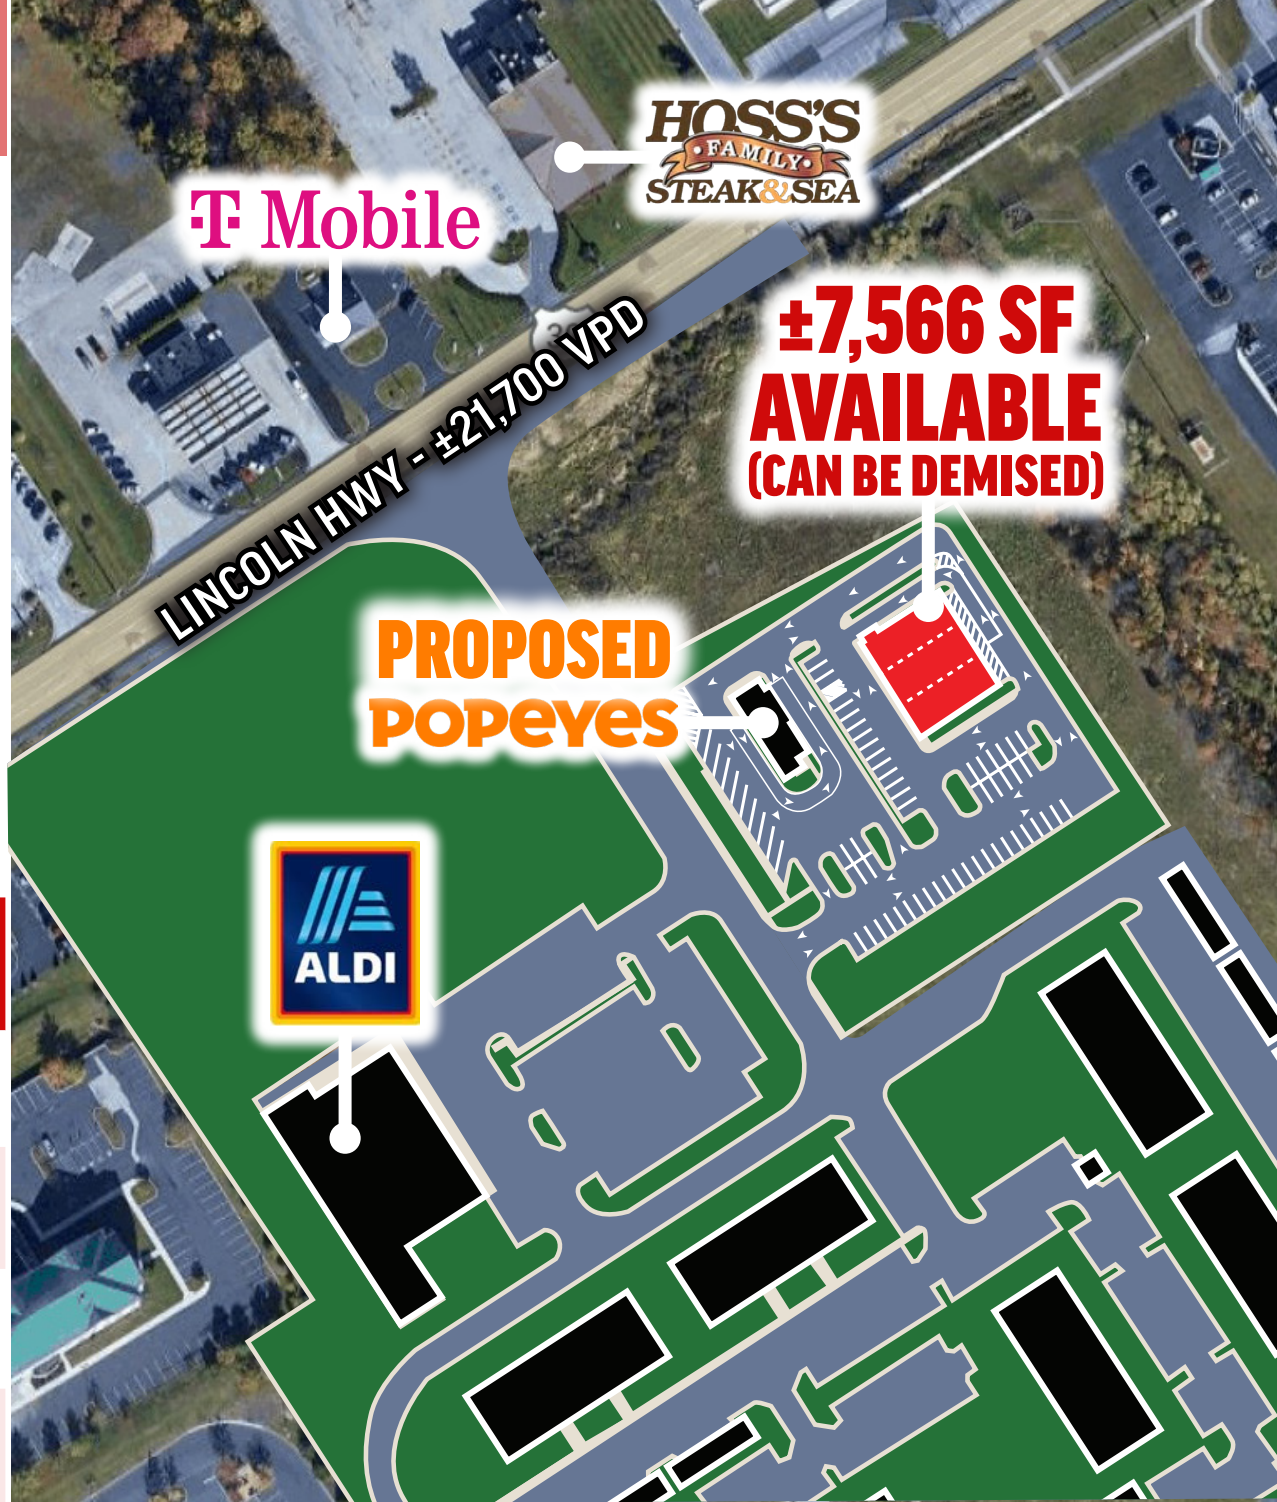 HOSS'S
FAMILY
STEAK&SEA
T Mobile
±7,566 SF
AVAILABLE
(CAN BE DEMISED)
LINCOLN HWY - ±21,700 VPD
PROPOSED
POPEYES
ALDI